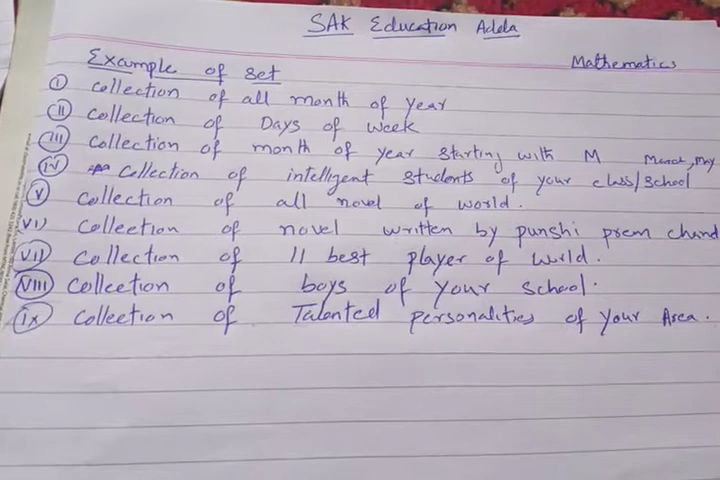 SAK Education Adda
Mathematics
Example of set
I collection of all month of year
II collection of Days of week
III collection of month of year starting with M March, May
IV collection of intelligent students of your class/school
V collection of all novel of world.
VI) collection of novel written by punshi prem chand
VII collection of 11 best player of world.
VIII collection of boys of your school.
IX collection of Talented personalities of your Area.